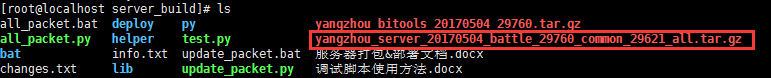 [root@localhost server_build]# ls
all_packet.bat deploy py yangzhou_bitools_20170504_29760.tar.gz
all_packet.py helper test.py yangzhou_server_20170504_battle_29760_common_29621_all.tar.gz
bat info.txt update_packet.bat 服务器打包&部署文档.docx
changes.txt lib update_packet.py 调试脚本使用方法.docx